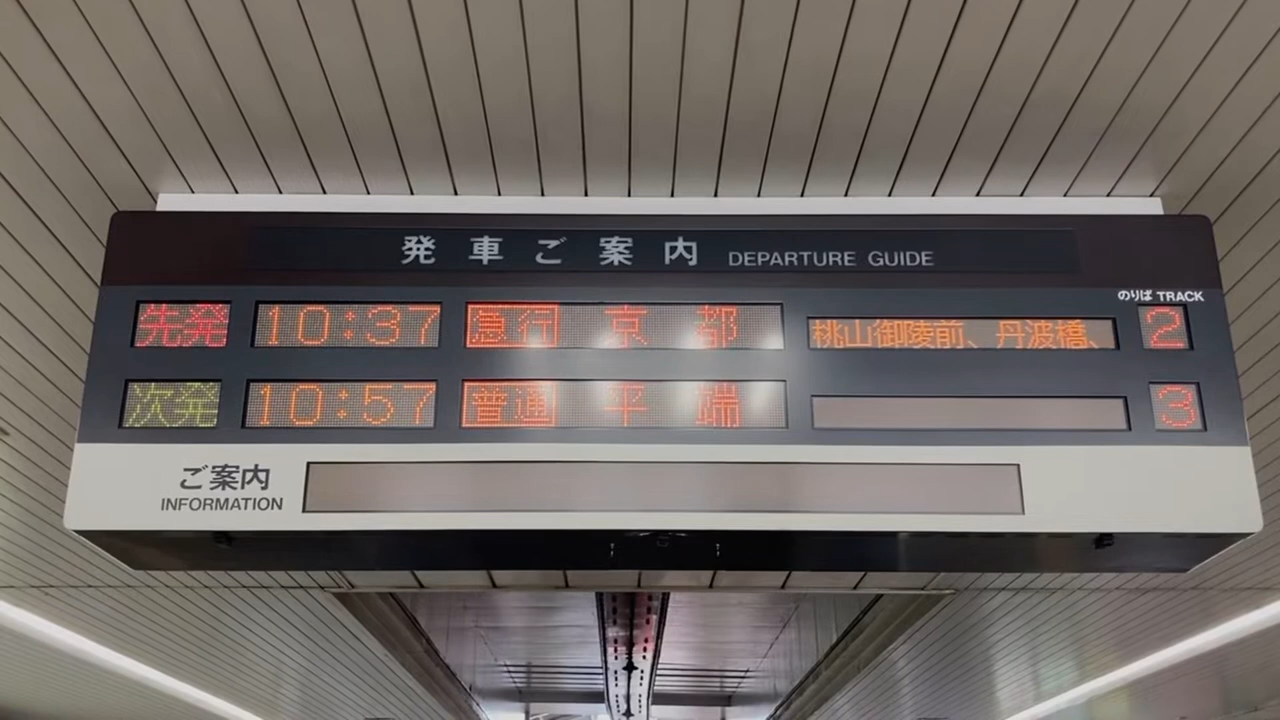 発車ご案内 DEPARTURE GUIDE
のりば TRACK
先発 10:37 急行 京都 桃山御陵前、丹波橋、 2
次発 10:57 普通 平端 3
ご案内
INFORMATION